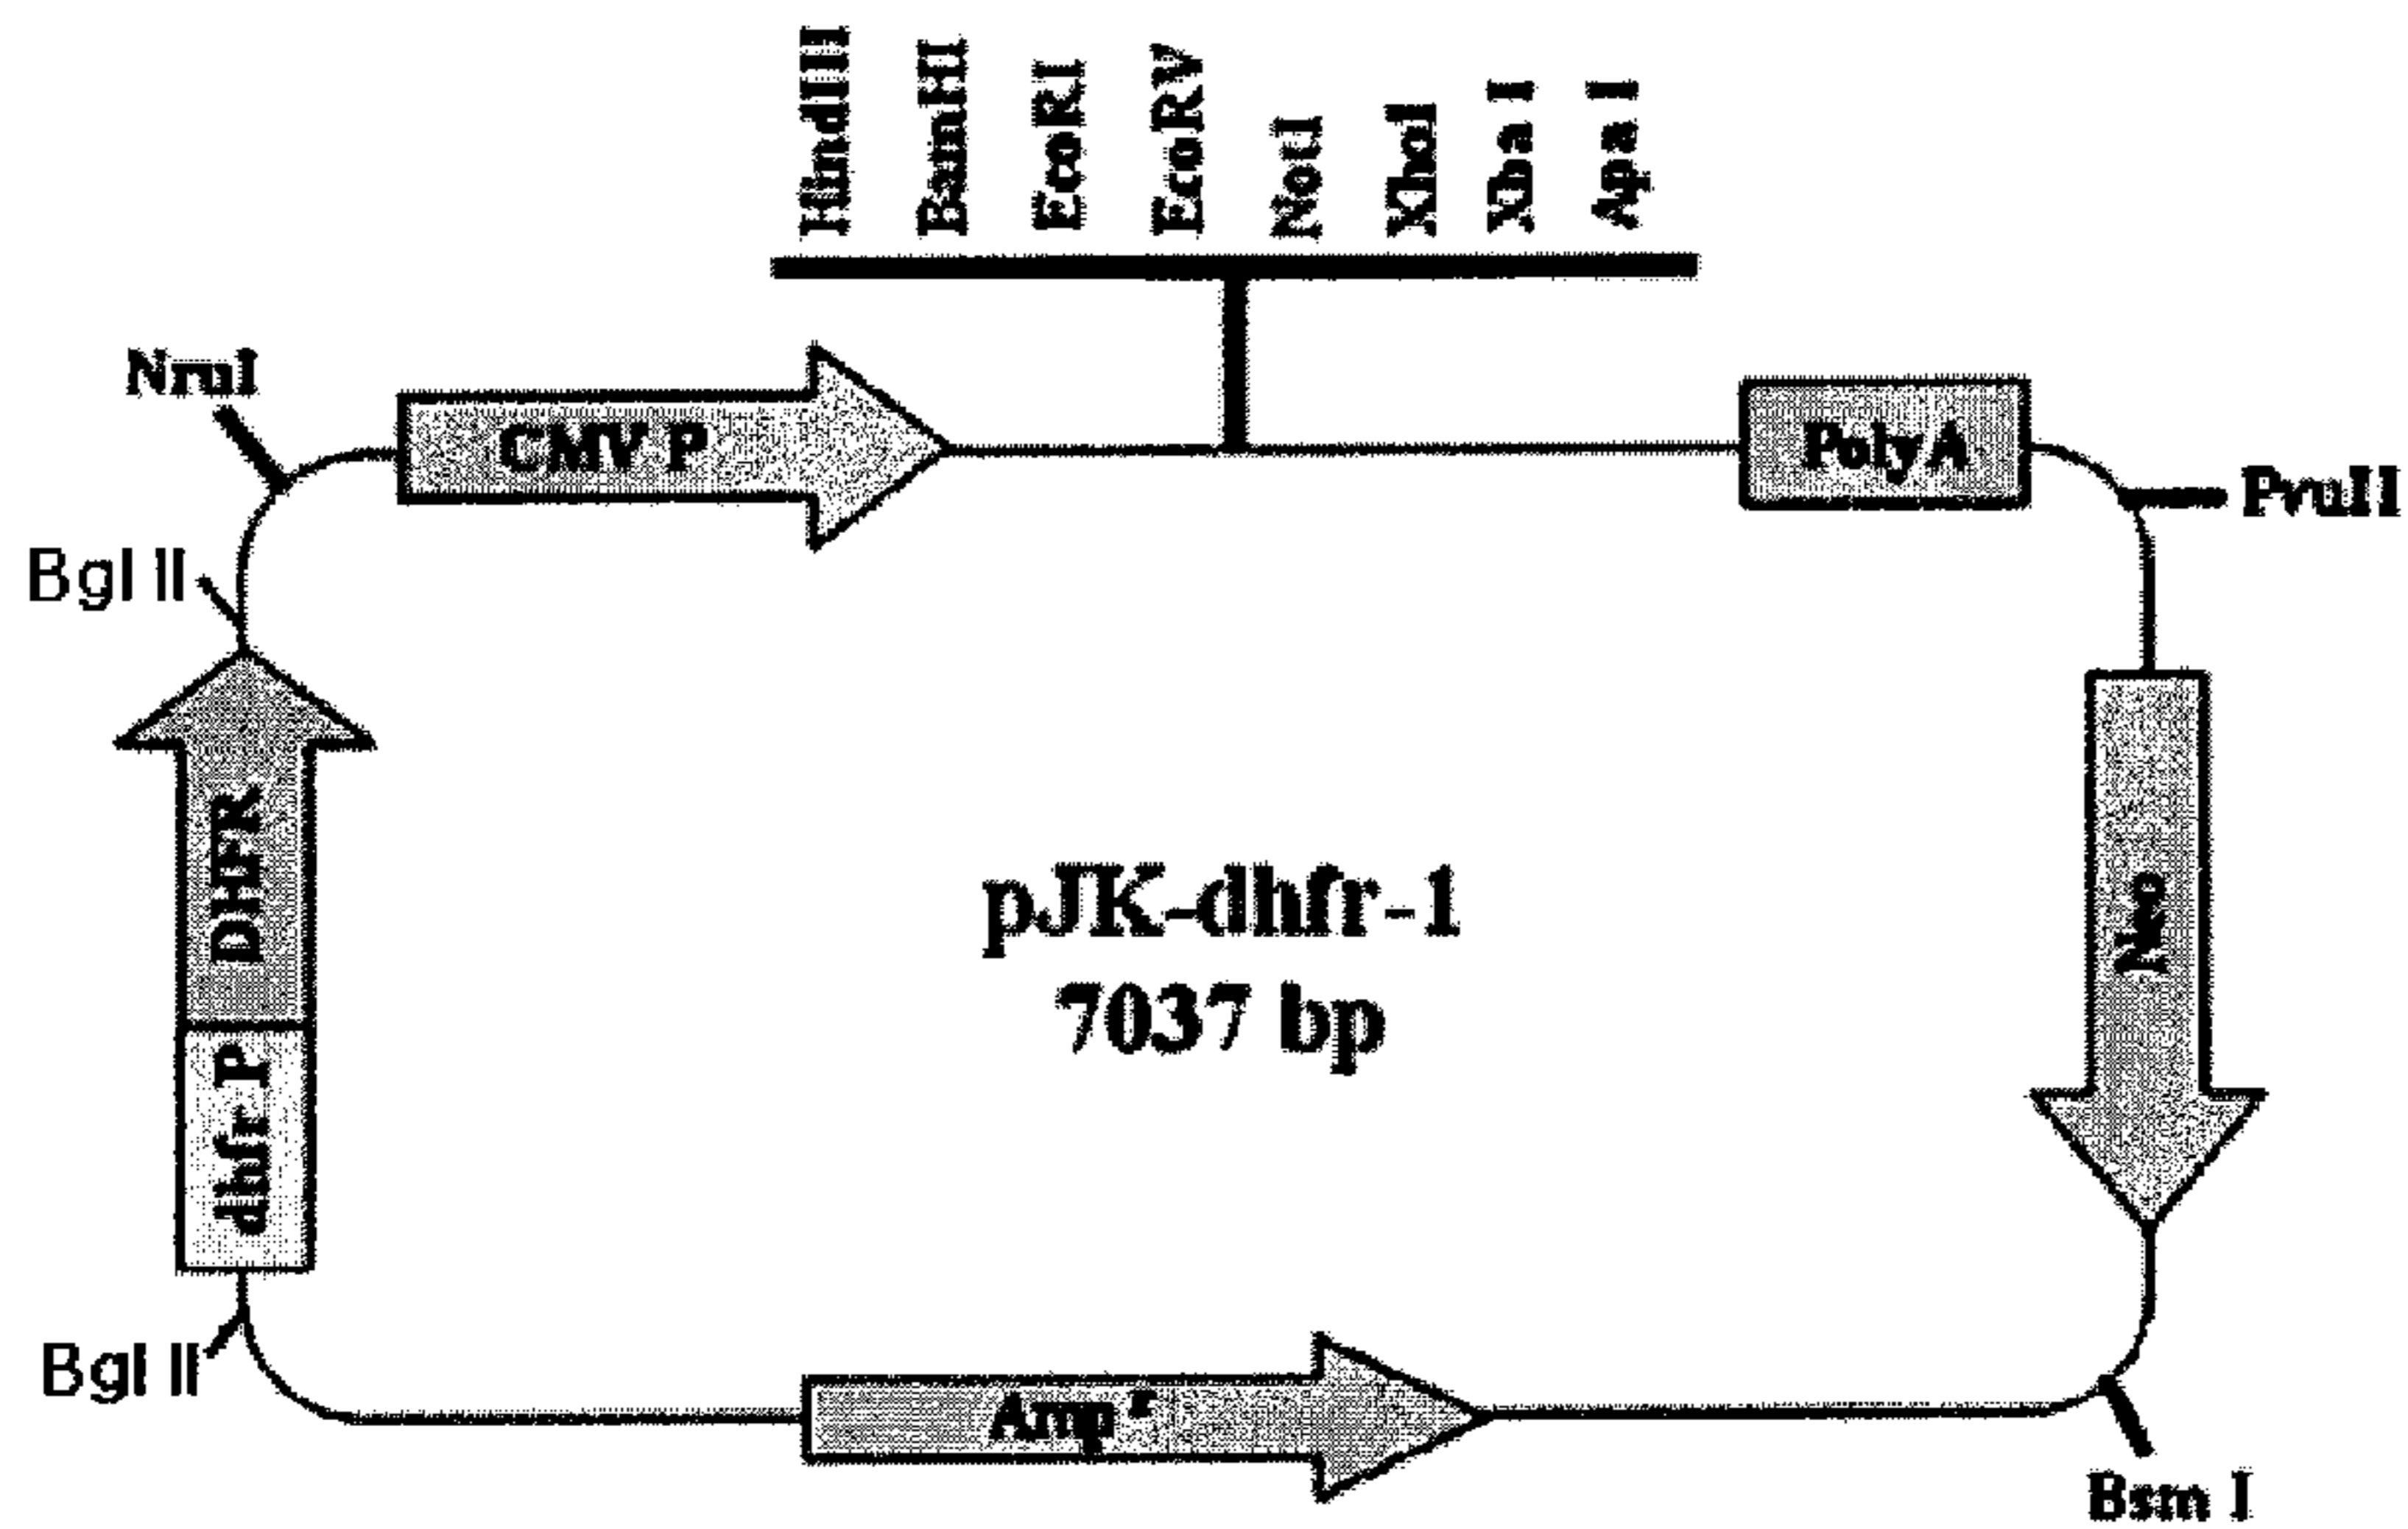 HindIII
BamHI
EcoRI
EcoRV
NotI
XhoI
Xba I
Apa I
NruI
CMV P
PolyA
PvuII
Bgl II
DHFR
dhfr P
Neo
pJK-dhfr-1
7037 bp
Bgl II
Amp r
Bsm I